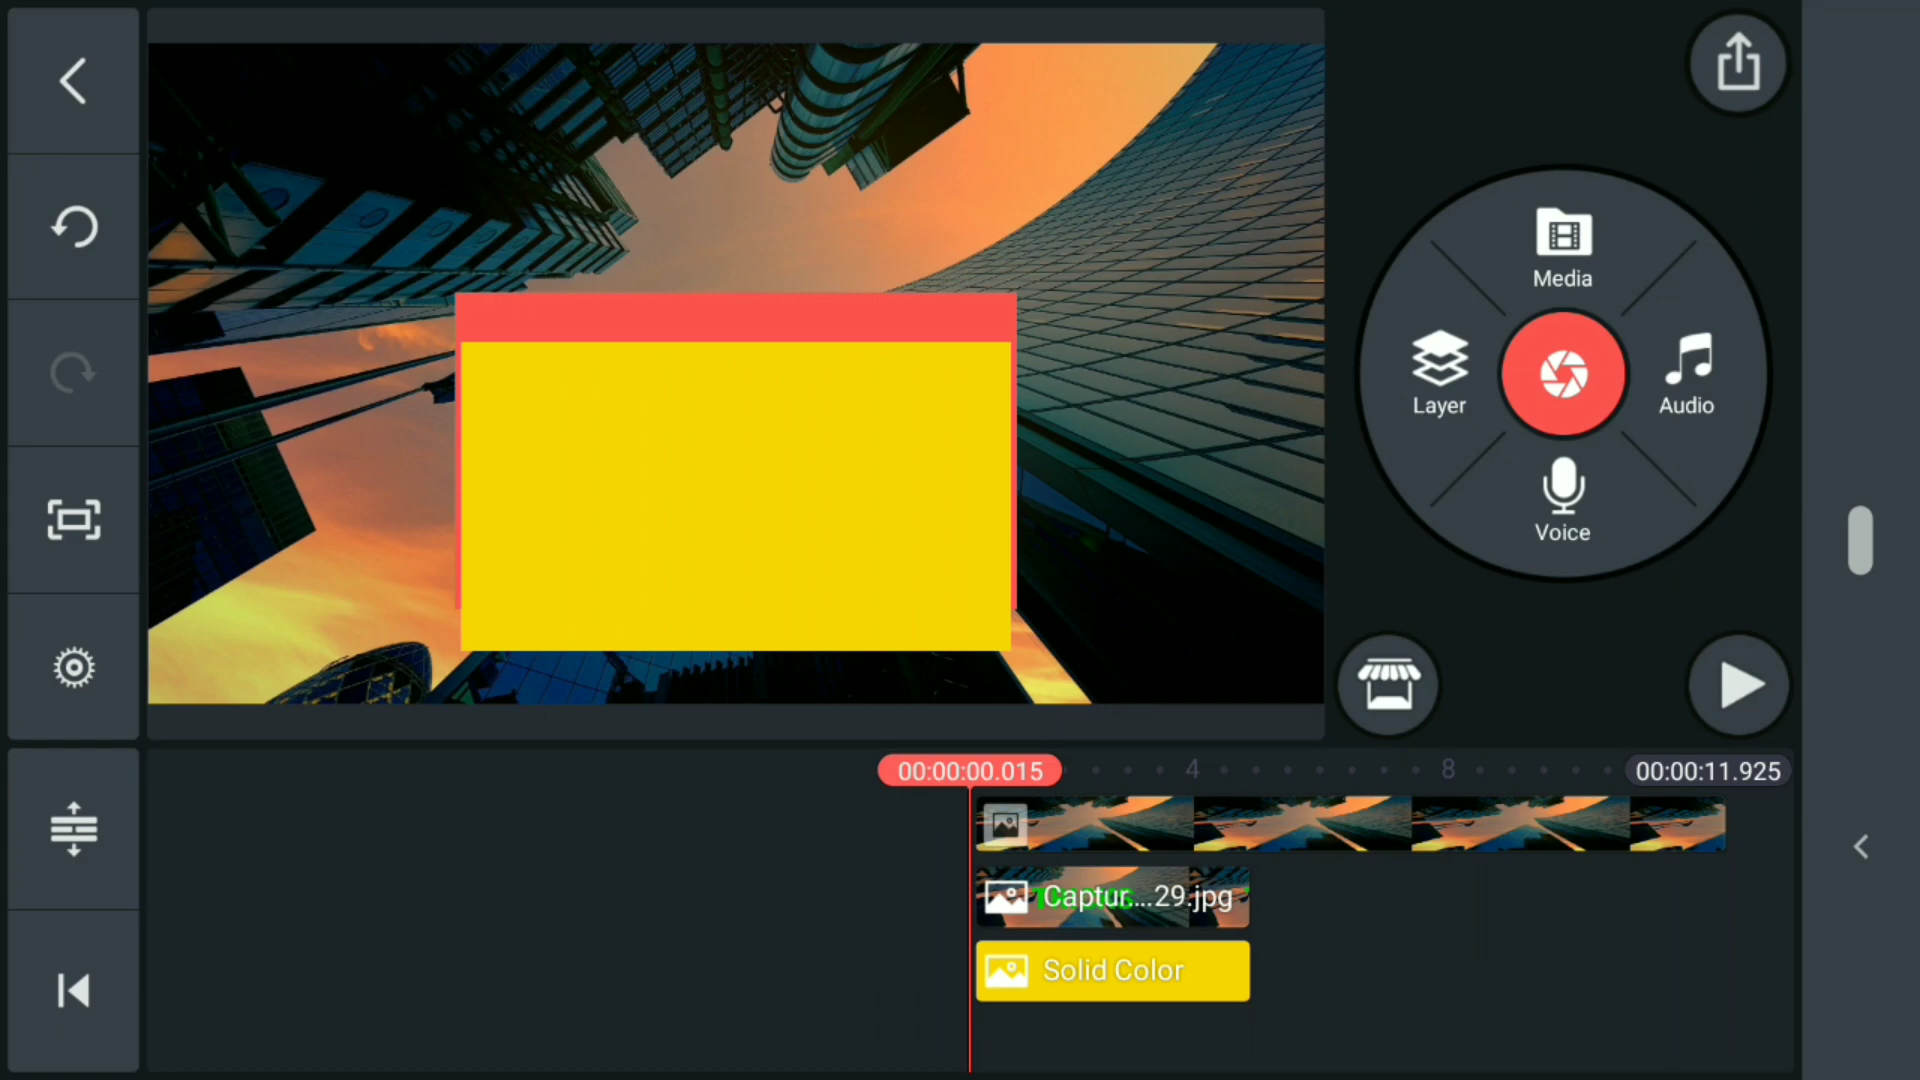 Media
Layer
Audio
Voice
00:00:00.015
4
8
00:00:11.925
Captur...29.jpg
Solid Color